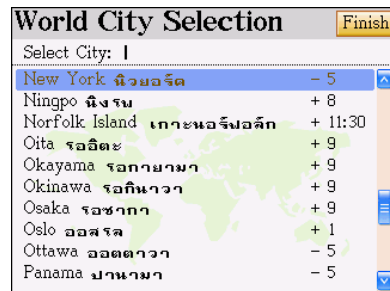 World City Selection Finish
Select City:
New York นิวยอร์ค - 5
Ningpo นิงรพ + 8
Norfolk Island เกาะนอร์ฟอล์ก + 11:30
Oita รออิตะ + 9
Okayama รอกายามา + 9
Okinawa รอกินาวา + 9
Osaka รอซากา + 9
Oslo ออสรล + 1
Ottawa ออตตาวา - 5
Panama ปานามา - 5